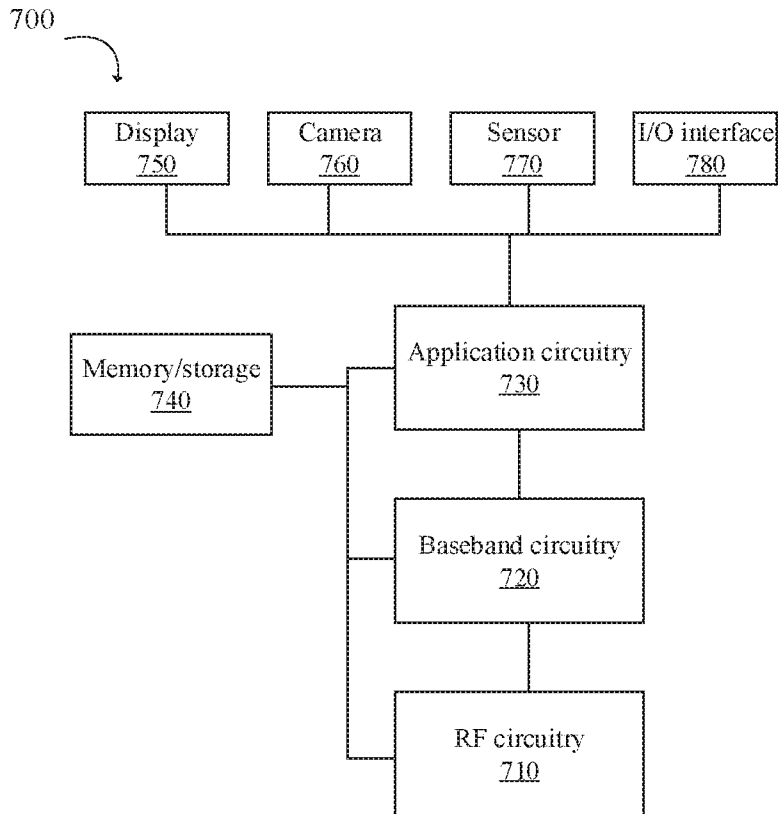 700
Display
750
Camera
760
Sensor
770
I/O interface
780
Memory/storage
740
Application circuitry
730
Baseband circuitry
720
RF circuitry
710